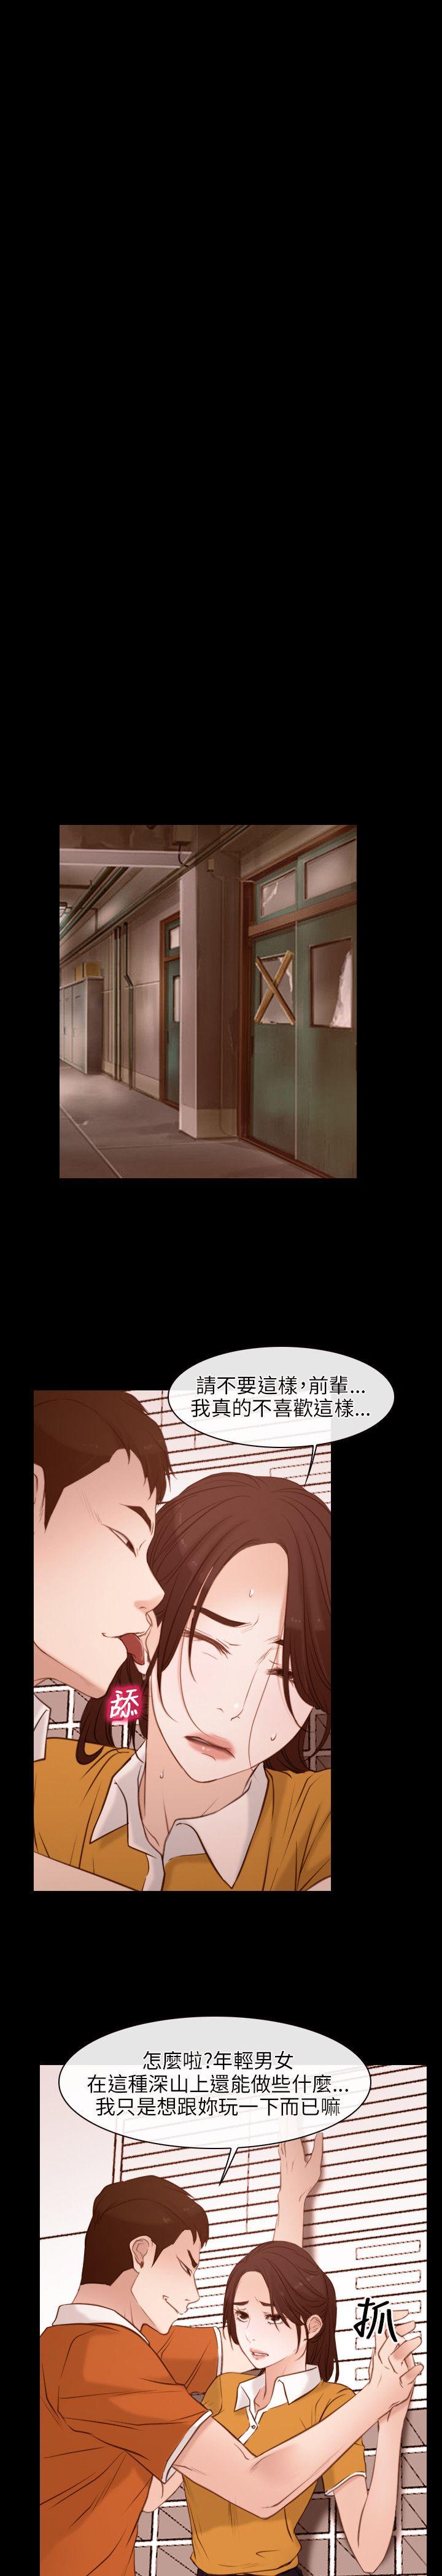 請不要這樣，前輩...
我真的不喜歡這樣...
舔
怎麼啦?年輕男女
在這種深山上還能做些什麼...
我只是想跟妳玩一下而已嘛
抓